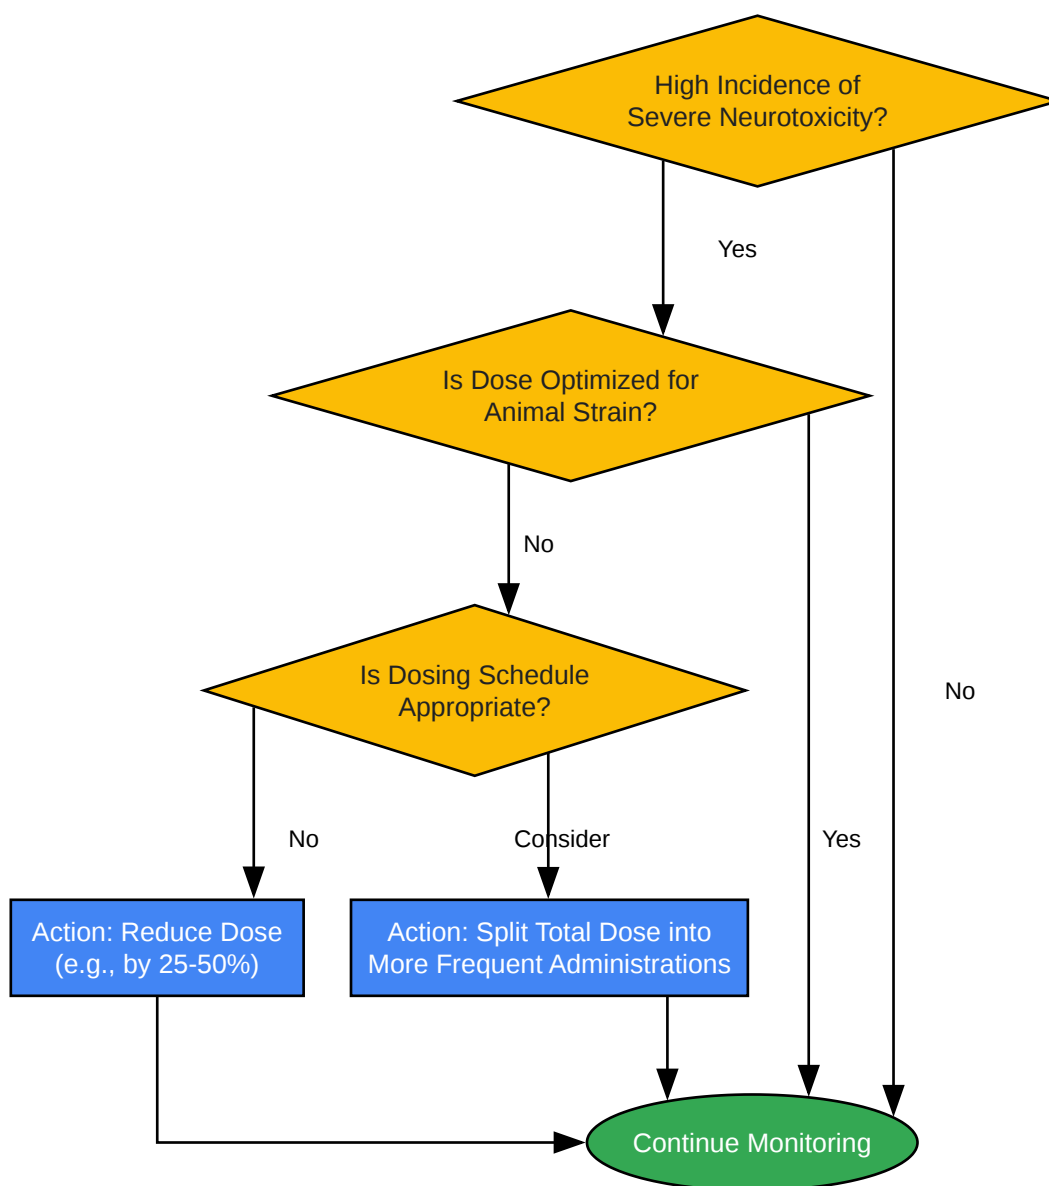 High Incidence of
Severe Neurotoxicity?
Yes
Is Dose Optimized for
Animal Strain?
No
Is Dosing Schedule
Appropriate?
No
No
Consider
Yes
Action: Reduce Dose
(e.g., by 25-50%)
Action: Split Total Dose into
More Frequent Administrations
Continue Monitoring